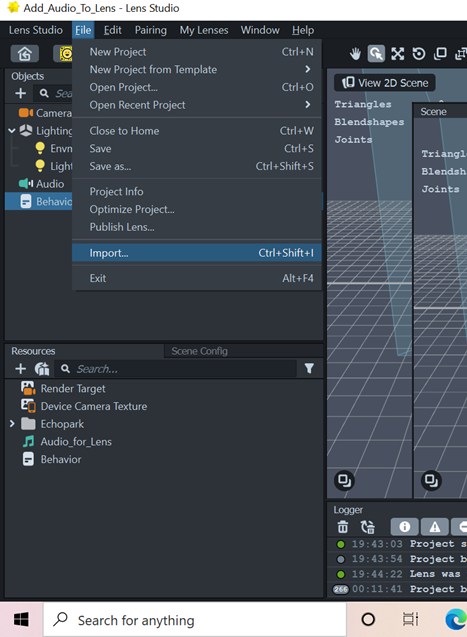 Add_Audio_To_Lens - Lens Studio
Lens Studio File Edit Pairing My Lenses Window Help
New Project Ctrl+N
New Project from Template
Open Project... Ctrl+O
Open Recent Project
Close to Home Ctrl+W
Save Ctrl+S
Save as... Ctrl+Shift+S
Project Info
Optimize Project...
Publish Lens...
Import... Ctrl+Shift+I
Exit Alt+F4
Objects
Sea
Camera
Lighting
Envn
Light
Audio
Behavio
View 2D Scene
Triangles
Blendshapes
Joints
Scene
Triangl
Blendsha
Joints
Resources Scene Config
Search...
Render Target
Device Camera Texture
Echopark
Audio_for_Lens
Behavior
Logger
19:43:03 Project s
19:43:54 Project b
19:44:22 Lens was
266 00:11:41 Project b
Search for anything